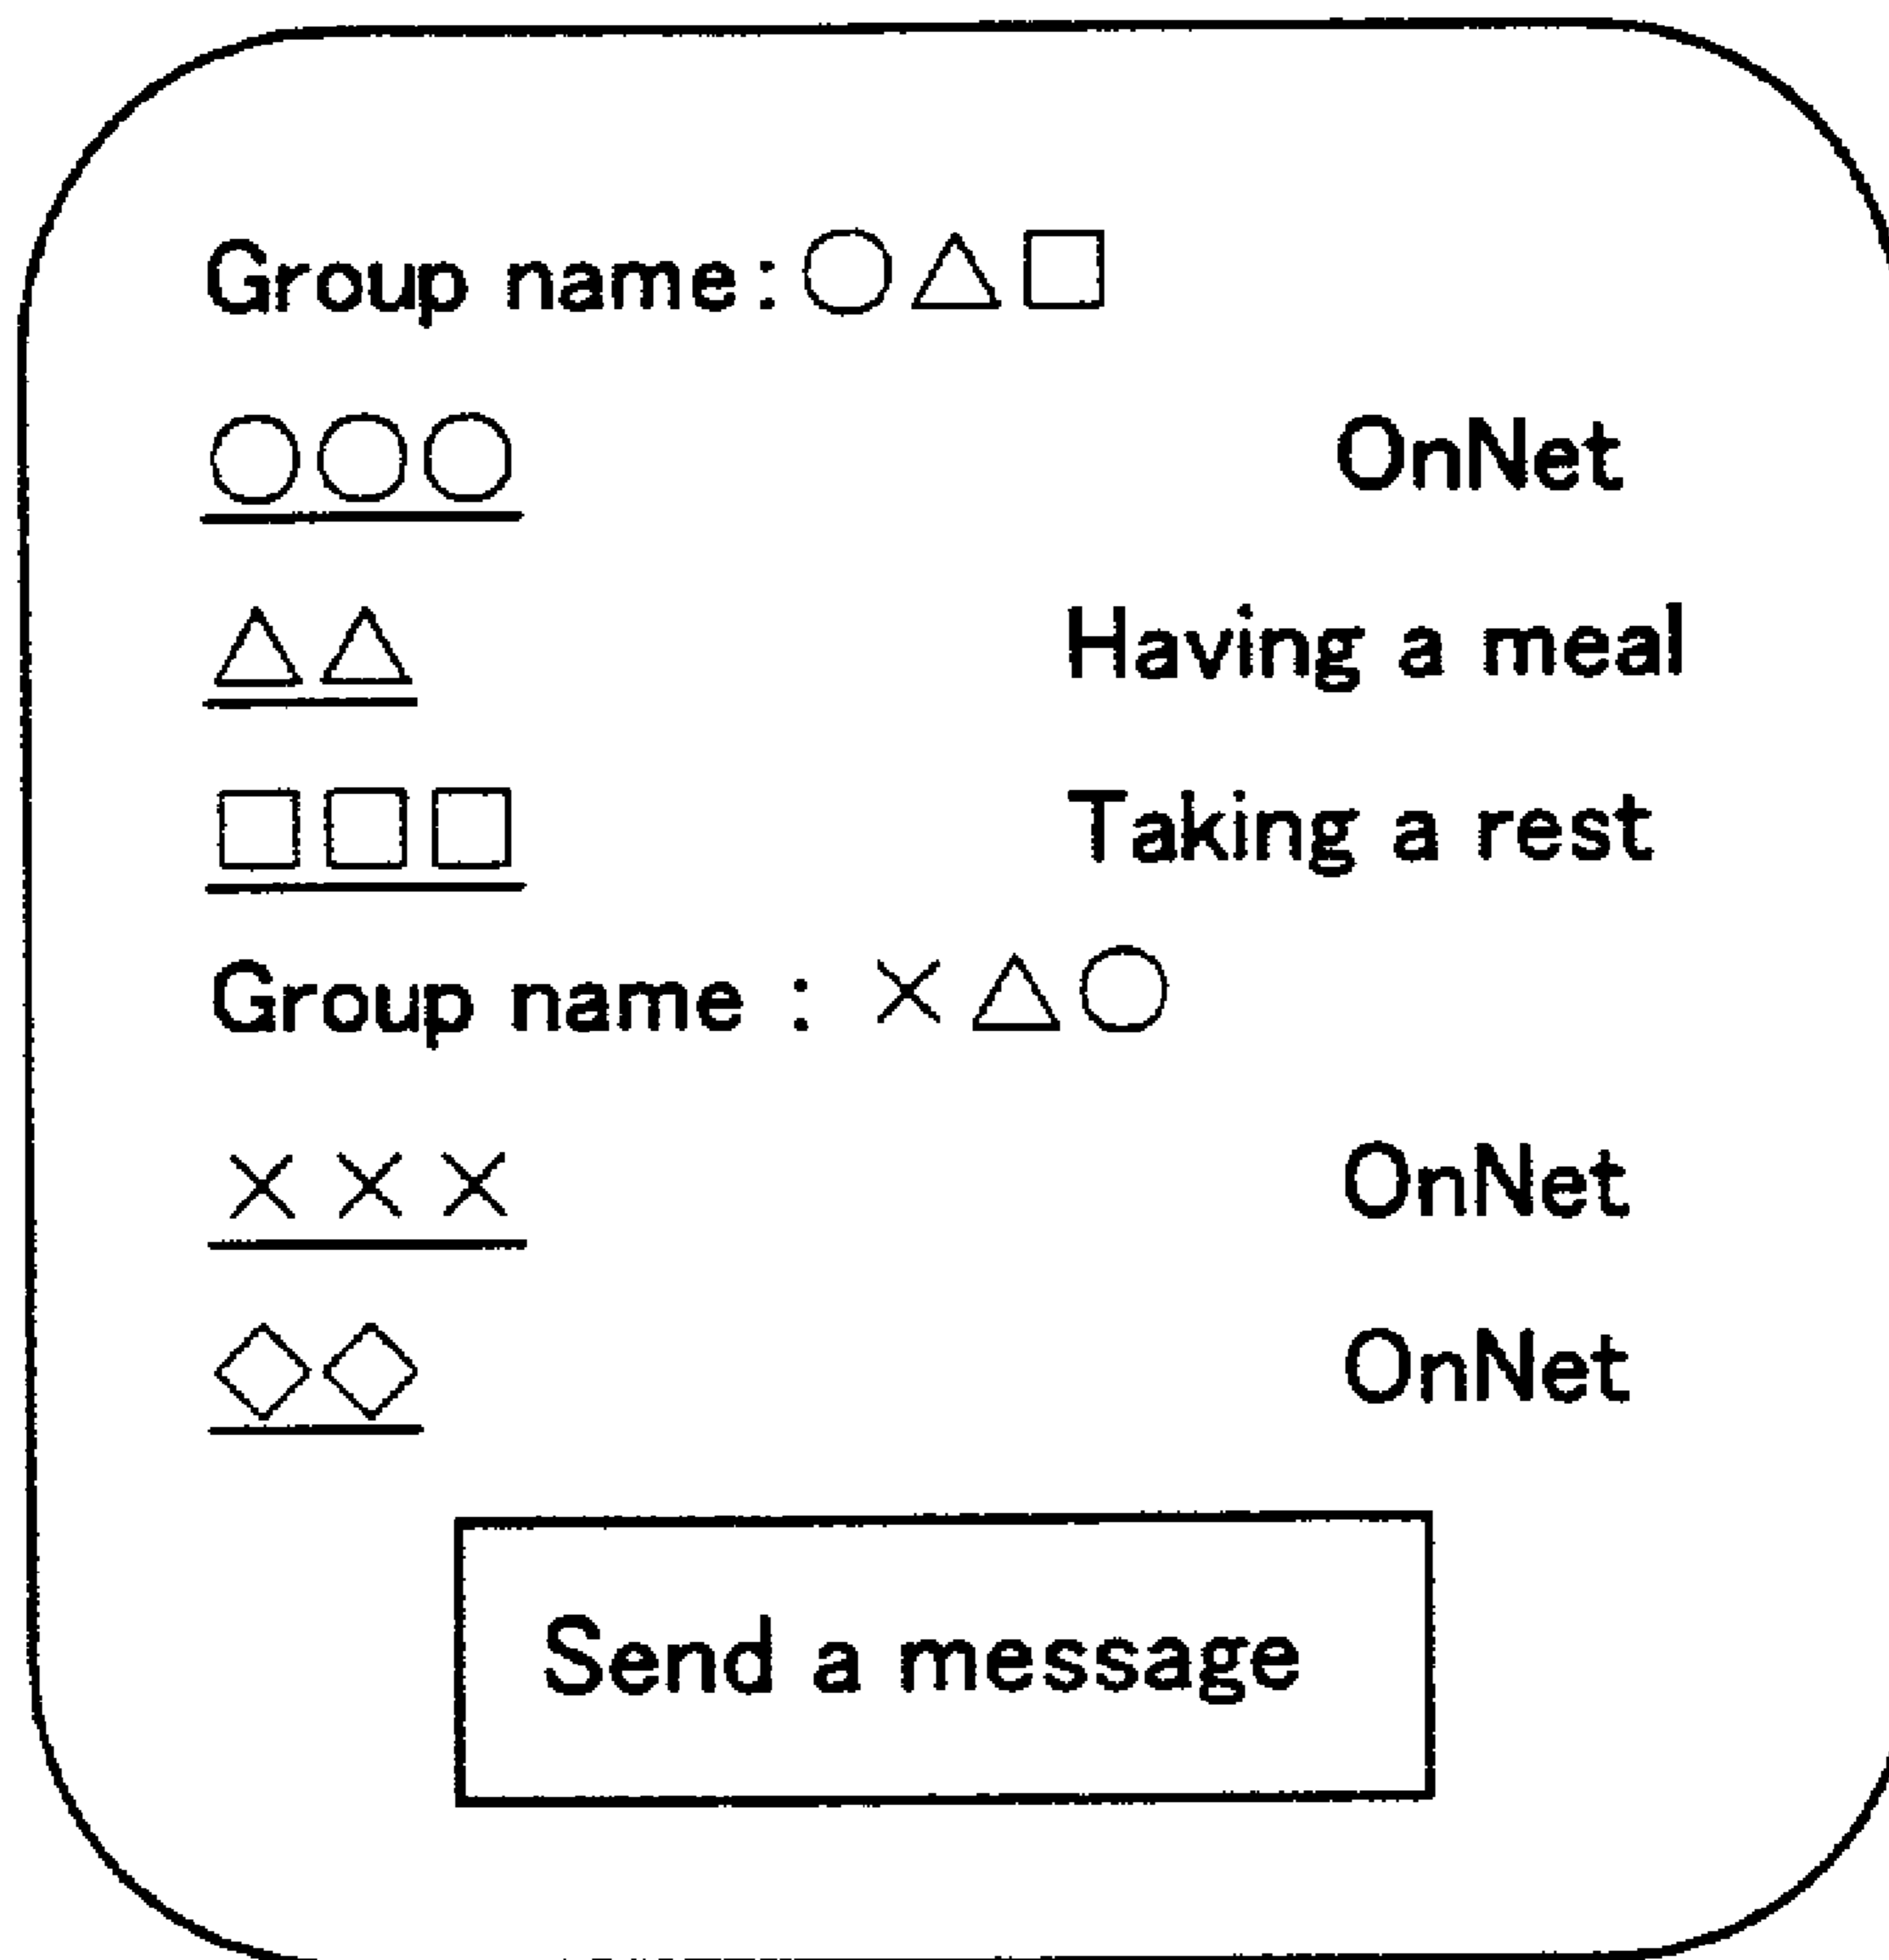 Group name:○△□
○○○ OnNet
△△ Having a meal
□□□ Taking a rest
Group name : ×△○
××× OnNet
◇◇ OnNet
Send a message